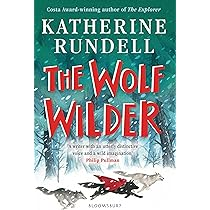 Costa Award-winning author of The Explorer
KATHERINE
RUNDELL
THE WOLF
WILDER
'a writer with an utterly distinctive
voice and a wild imagination'
Philip Pullman
BLOOMSBURY